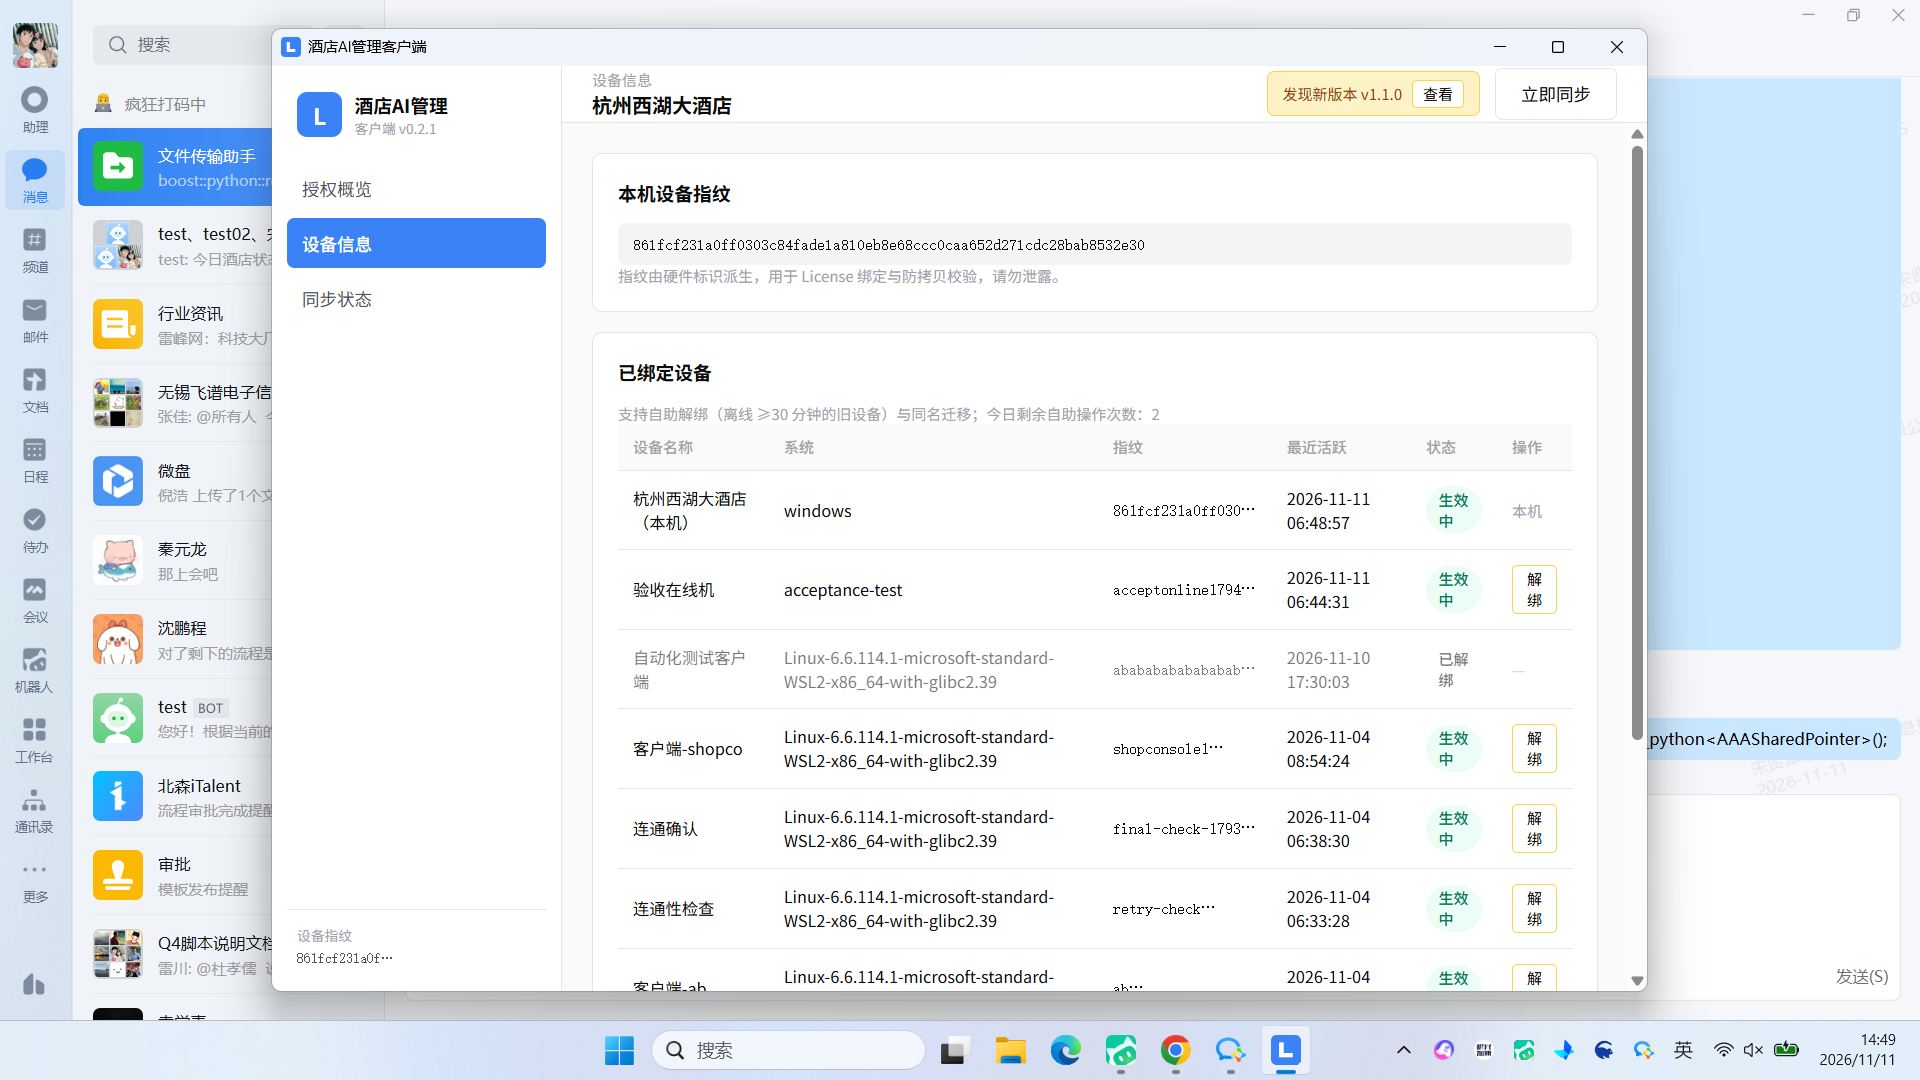 搜索
助理
消息
频道
邮件
文档
日程
待办
会议
机器人
工作台
通讯录
更多
疯狂打码中
文件传输助手
boost::python::r
test、test02、
test: 今日酒店状
行业资讯
雷峰网：科技大
无锡飞谱电子信
张佳: @所有人
微盘
倪浩 上传了1个
秦元龙
那上会吧
沈鹏程
对了剩下的流程
test BOT
您好！根据当前
北森iTalent
流程审批完成提
审批
模板发布提醒
Q4脚本说明文
雷川: @杜孝儒
L 酒店AI管理客户端
L 酒店AI管理
客户端 v0.2.1
授权概览
设备信息
同步状态
设备指纹
861fcf231a0f…
设备信息
杭州西湖大酒店
发现新版本 v1.1.0 查看
立即同步
本机设备指纹
861fcf231a0ff0303c84fade1a810eb8e68ccc0caa652d271cdc28bab8532e30
指纹由硬件标识派生，用于 License 绑定与防拷贝校验，请勿泄露。
已绑定设备
支持自助解绑（离线 ≥30 分钟的旧设备）与同名迁移；今日剩余自助操作次数：2
设备名称 系统 指纹 最近活跃 状态 操作
杭州西湖大酒店（本机） windows 861fcf231a0ff030… 2026-11-11 06:48:57 生效中 本机
验收在线机 acceptance-test acceptonline1794… 2026-11-11 06:44:31 生效中 解绑
自动化测试客户端 Linux-6.6.114.1-microsoft-standard-WSL2-x86_64-with-glibc2.39 abababababababab… 2026-11-10 17:30:03 已解绑 —
客户端-shopco Linux-6.6.114.1-microsoft-standard-WSL2-x86_64-with-glibc2.39 shopconsole1… 2026-11-04 08:54:24 生效中 解绑
连通确认 Linux-6.6.114.1-microsoft-standard-WSL2-x86_64-with-glibc2.39 final-check-1793… 2026-11-04 06:38:30 生效中 解绑
连通性检查 Linux-6.6.114.1-microsoft-standard-WSL2-x86_64-with-glibc2.39 retry-check… 2026-11-04 06:33:28 生效中 解绑
客户端-ab Linux-6.6.114.1-microsoft-standard- ab… 2026-11-04 生效 解
_python<AAASharedPointer>();
2026-11-11
发送(S)
搜索
L
英
14:49
2026/11/11